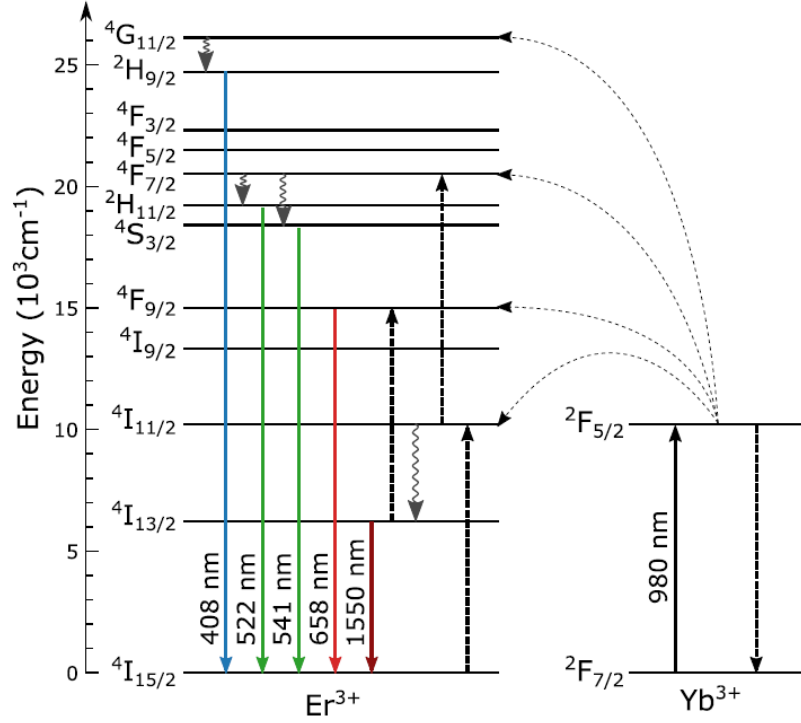 ⁴G₁₁/₂
²H₉/₂
⁴F₃/₂
⁴F₅/₂
⁴F₇/₂
²H₁₁/₂
⁴S₃/₂
⁴F₉/₂
⁴I₉/₂
⁴I₁₁/₂
⁴I₁₃/₂
⁴I₁₅/₂
25
20
15
10
5
0
Energy (10³cm⁻¹)
408 nm
522 nm
541 nm
658 nm
1550 nm
Er³⁺
²F₅/₂
980 nm
²F₇/₂
Yb³⁺